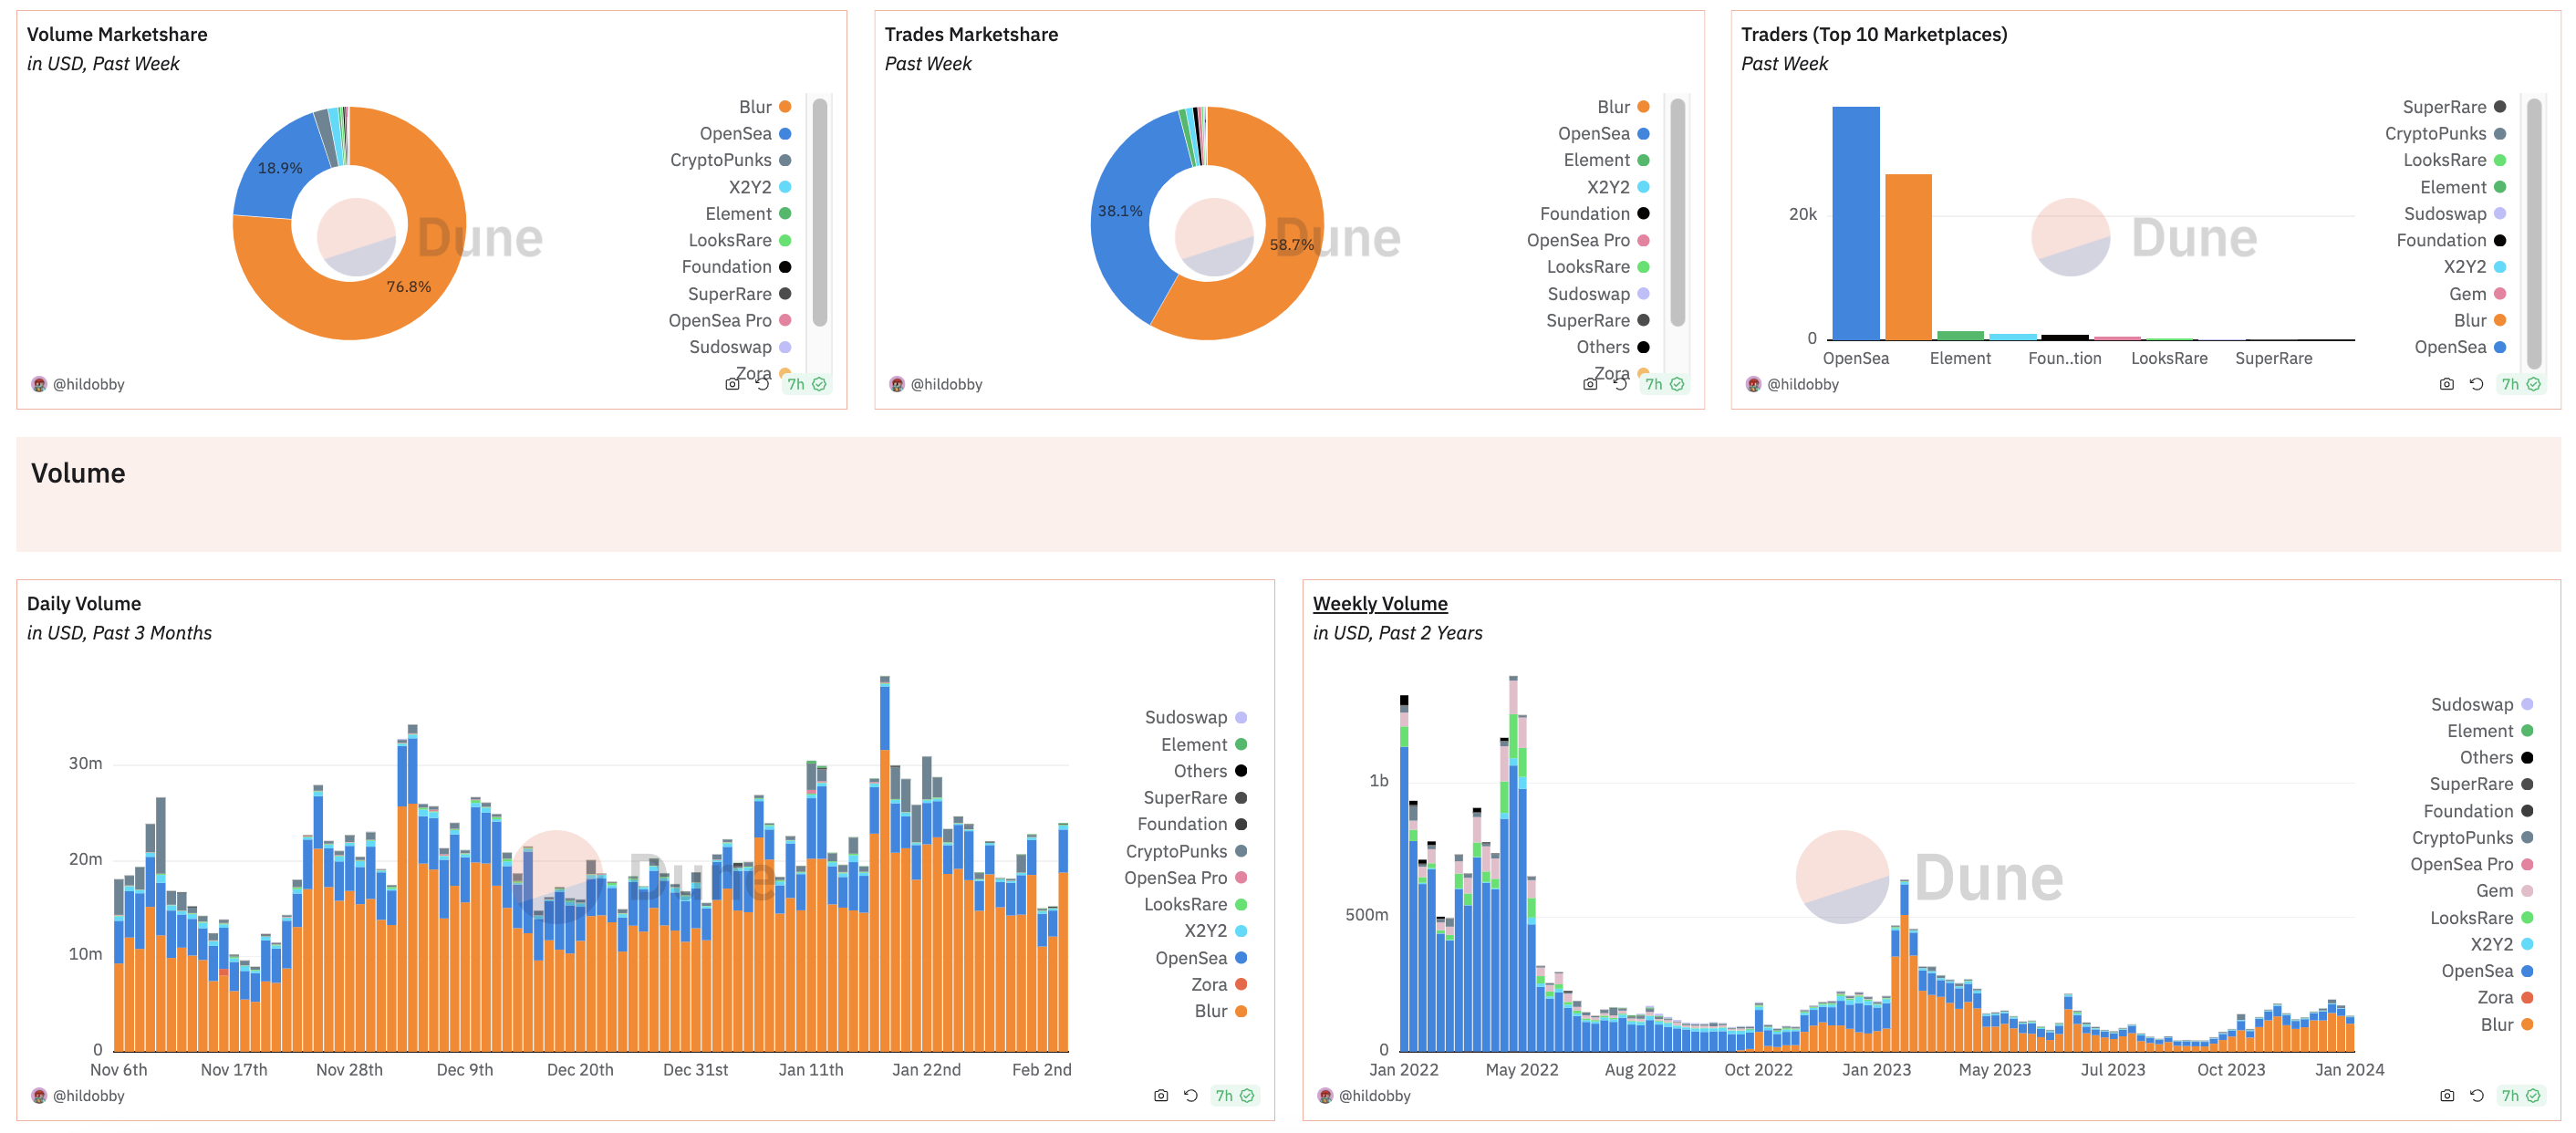 Volume Marketshare
in USD, Past Week
Blur
OpenSea
CryptoPunks
X2Y2
Element
LooksRare
Foundation
SuperRare
OpenSea Pro
Sudoswap
Zora
18.9%
76.8%
Dune
@hildobby
7h
Trades Marketshare
Past Week
Blur
OpenSea
Element
X2Y2
Foundation
OpenSea Pro
LooksRare
Sudoswap
SuperRare
Others
Zora
38.1%
58.7%
Dune
@hildobby
7h
Traders (Top 10 Marketplaces)
Past Week
20k
0
OpenSea
Element
Foun..tion
LooksRare
SuperRare
Dune
SuperRare
CryptoPunks
LooksRare
Element
Sudoswap
Foundation
X2Y2
Gem
Blur
OpenSea
@hildobby
7h
Volume
Daily Volume
in USD, Past 3 Months
30m
20m
10m
0
Nov 6th
Nov 17th
Nov 28th
Dec 9th
Dec 20th
Dec 31st
Jan 11th
Jan 22nd
Feb 2nd
Dune
Sudoswap
Element
Others
SuperRare
Foundation
CryptoPunks
OpenSea Pro
LooksRare
X2Y2
OpenSea
Zora
Blur
@hildobby
7h
Weekly Volume
in USD, Past 2 Years
1b
500m
0
Jan 2022
May 2022
Aug 2022
Oct 2022
Jan 2023
May 2023
Jul 2023
Oct 2023
Jan 2024
Dune
Sudoswap
Element
Others
SuperRare
Foundation
CryptoPunks
OpenSea Pro
Gem
LooksRare
X2Y2
OpenSea
Zora
Blur
@hildobby
7h